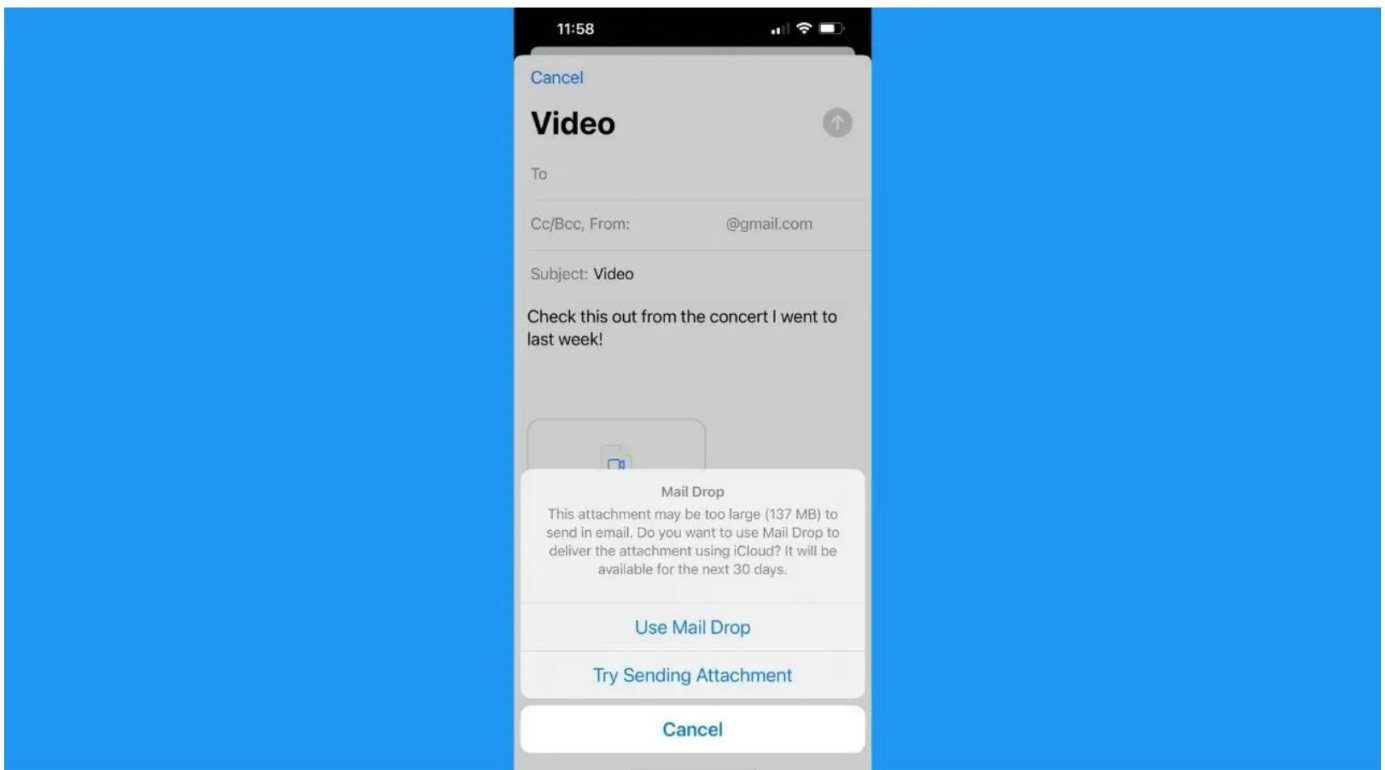 11:58
Cancel
Video
To
Cc/Bcc, From: @gmail.com
Subject: Video
Check this out from the concert I went to
last week!
Mail Drop
This attachment may be too large (137 MB) to
send in email. Do you want to use Mail Drop to
deliver the attachment using iCloud? It will be
available for the next 30 days.
Use Mail Drop
Try Sending Attachment
Cancel